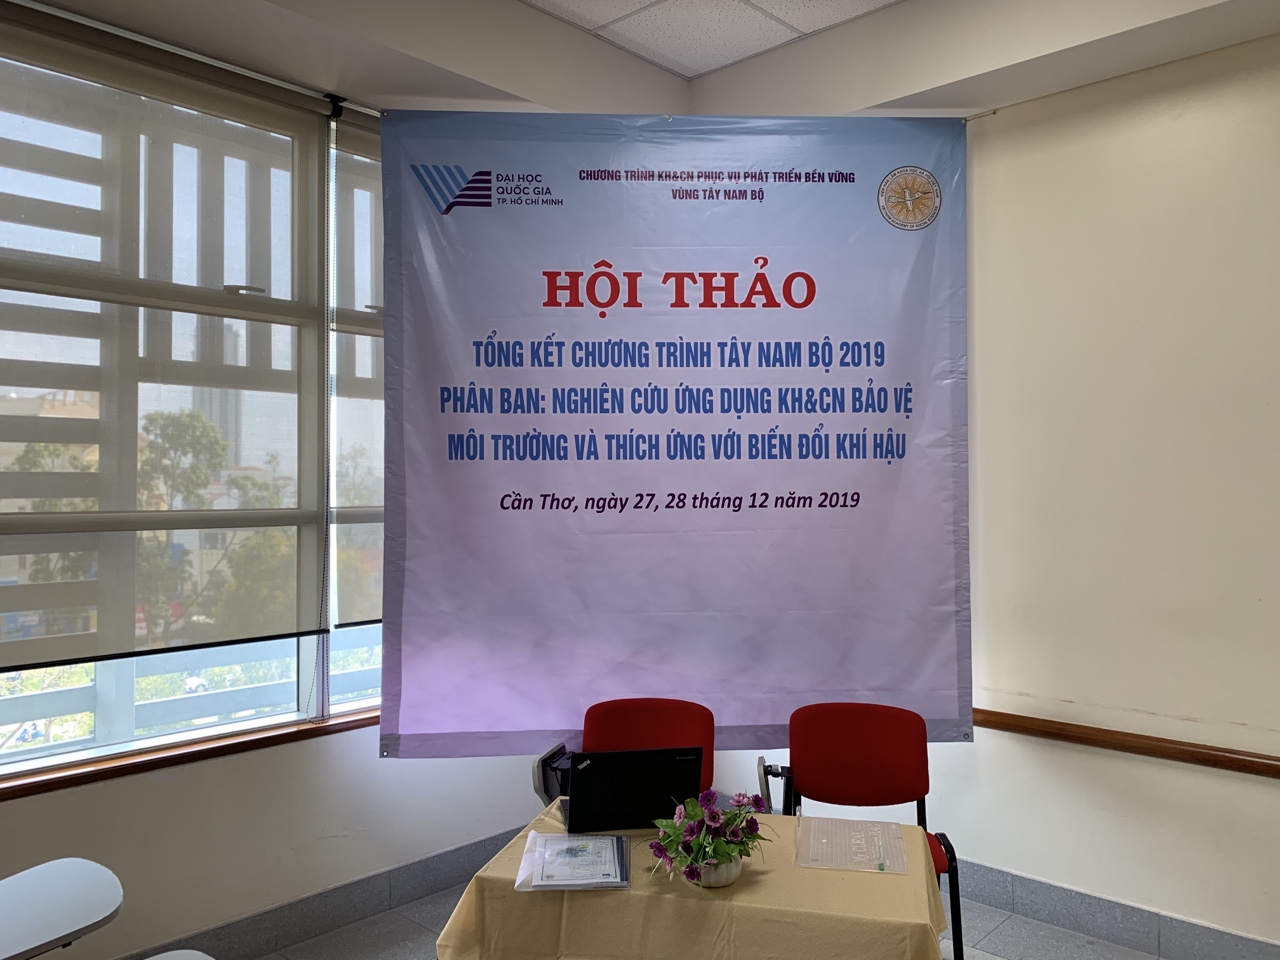 ĐẠI HỌC
QUỐC GIA
TP. HỒ CHÍ MINH
CHƯƠNG TRÌNH KH&CN PHỤC VỤ PHÁT TRIỂN BỀN VỮNG
VÙNG TÂY NAM BỘ
HỘI THẢO
TỔNG KẾT CHƯƠNG TRÌNH TÂY NAM BỘ 2019
PHÂN BAN: NGHIÊN CỨU ỨNG DỤNG KH&CN BẢO VỆ
MÔI TRƯỜNG VÀ THÍCH ỨNG VỚI BIẾN ĐỔI KHÍ HẬU
Cần Thơ, ngày 27, 28 tháng 12 năm 2019
ThinkPad